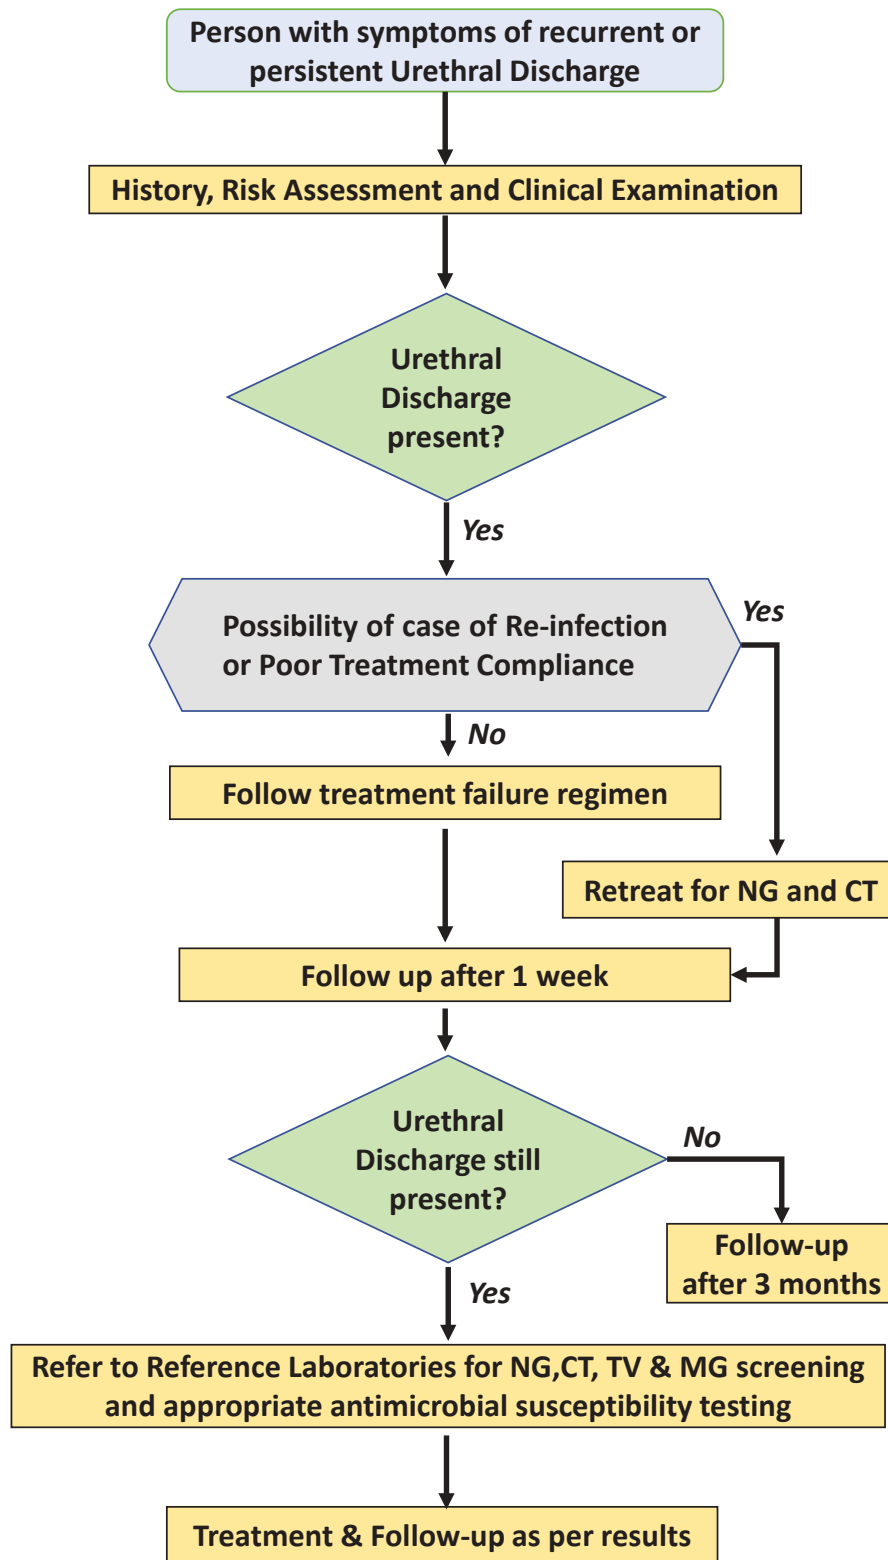 Person with symptoms of recurrent or
persistent Urethral Discharge
History, Risk Assessment and Clinical Examination
Urethral
Discharge
present?
Yes
Possibility of case of Re-infection
or Poor Treatment Compliance
Yes
No
Follow treatment failure regimen
Retreat for NG and CT
Follow up after 1 week
Urethral
Discharge still
present?
No
Follow-up
after 3 months
Yes
Refer to Reference Laboratories for NG,CT, TV & MG screening
and appropriate antimicrobial susceptibility testing
Treatment & Follow-up as per results